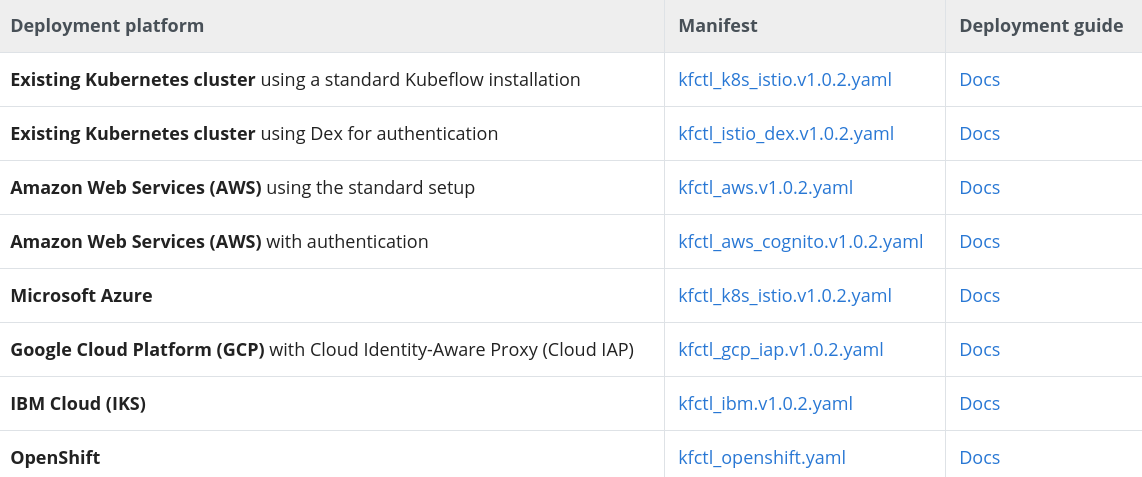 Deployment platform Manifest Deployment guide
Existing Kubernetes cluster using a standard Kubeflow installation kfctl_k8s_istio.v1.0.2.yaml Docs
Existing Kubernetes cluster using Dex for authentication kfctl_istio_dex.v1.0.2.yaml Docs
Amazon Web Services (AWS) using the standard setup kfctl_aws.v1.0.2.yaml Docs
Amazon Web Services (AWS) with authentication kfctl_aws_cognito.v1.0.2.yaml Docs
Microsoft Azure kfctl_k8s_istio.v1.0.2.yaml Docs
Google Cloud Platform (GCP) with Cloud Identity-Aware Proxy (Cloud IAP) kfctl_gcp_iap.v1.0.2.yaml Docs
IBM Cloud (IKS) kfctl_ibm.v1.0.2.yaml Docs
OpenShift kfctl_openshift.yaml Docs